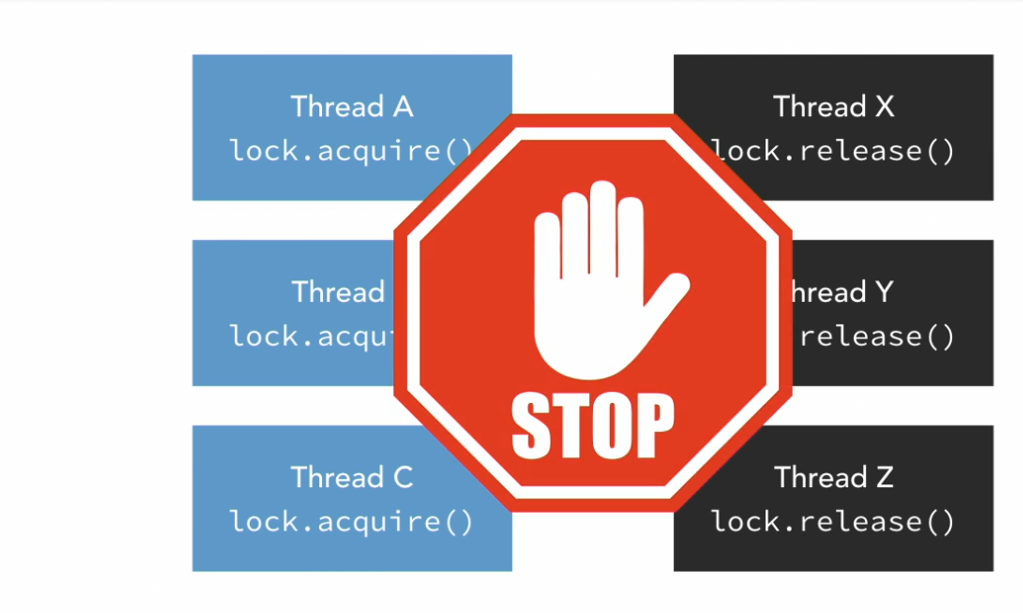 Thread A
lock.acquire()
Thread X
lock.release()
Thread
lock.acqu
hread Y
release()
STOP
Thread C
lock.acquire()
Thread Z
lock.release()